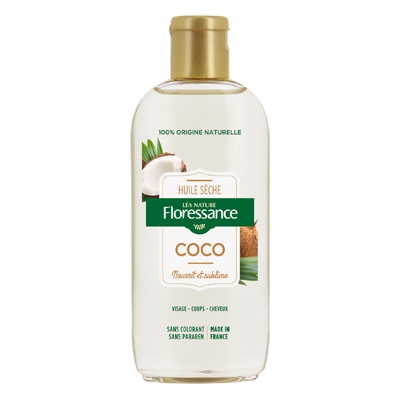 100% ORIGINE NATURELLE
HUILE SÈCHE
LÉA NATURE
Floressance
COCO
Nourrit et sublime
VISAGE - CORPS - CHEVEUX
SANS COLORANT | MADE IN
SANS PARABEN | FRANCE